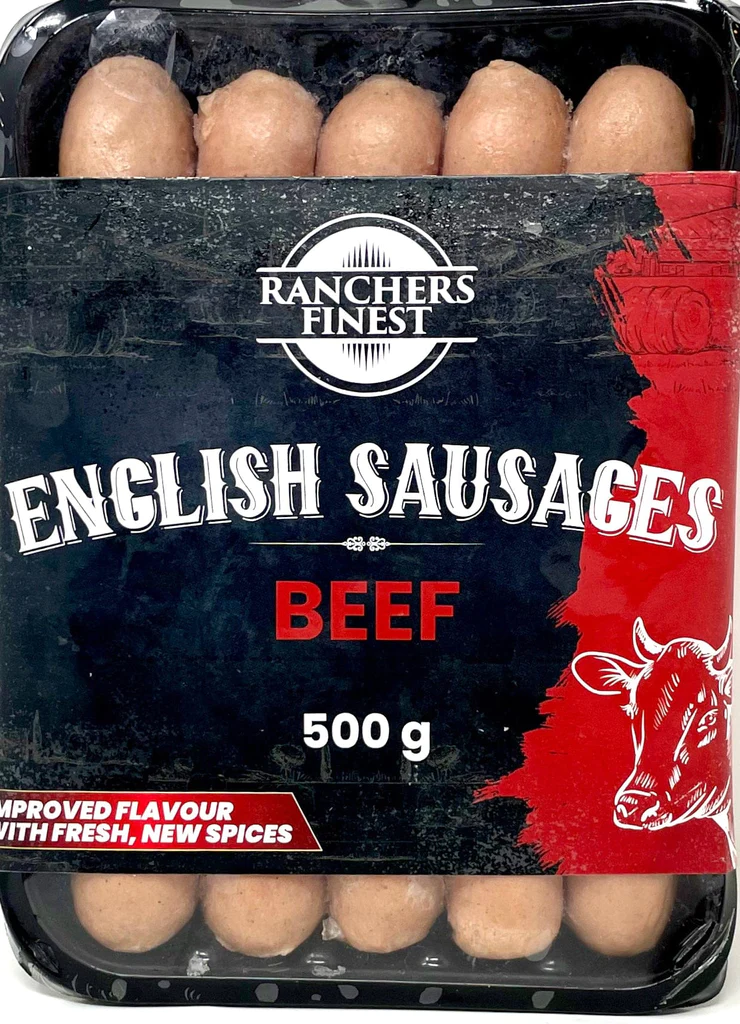 RANCHERS
FINEST
ENGLISH SAUSAGES
BEEF
500 g
MPROVED FLAVOUR
WITH FRESH, NEW SPICES